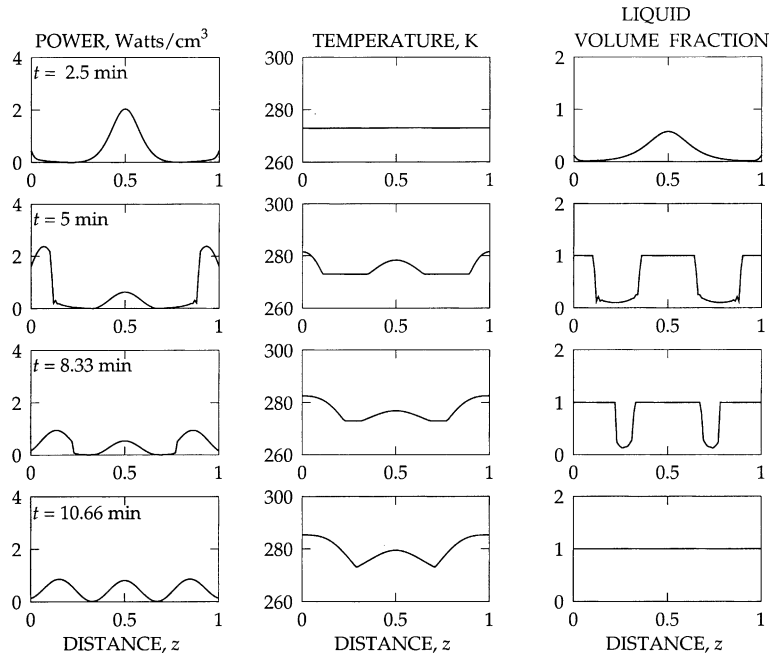 LIQUID
POWER, Watts/cm³ TEMPERATURE, K VOLUME FRACTION
4 300 2
t = 2.5 min
2 280 1
0 260 0
0 0.5 1 0 0.5 1 0 0.5 1
4 300 2
t = 5 min
2 280 1
0 260 0
0 0.5 1 0 0.5 1 0 0.5 1
4 300 2
t = 8.33 min
2 280 1
0 260 0
0 0.5 1 0 0.5 1 0 0.5 1
4 300 2
t = 10.66 min
2 280 1
0 260 0
0 0.5 1 0 0.5 1 0 0.5 1
DISTANCE, z DISTANCE, z DISTANCE, z